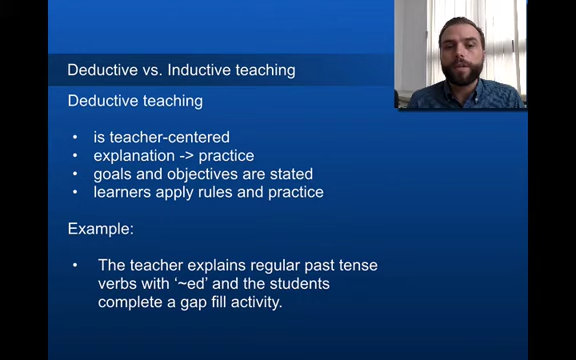 Deductive vs. Inductive teaching
Deductive teaching
• is teacher-centered
• explanation -> practice
• goals and objectives are stated
• learners apply rules and practice
Example:
• The teacher explains regular past tense
verbs with ‘~ed’ and the students
complete a gap fill activity.